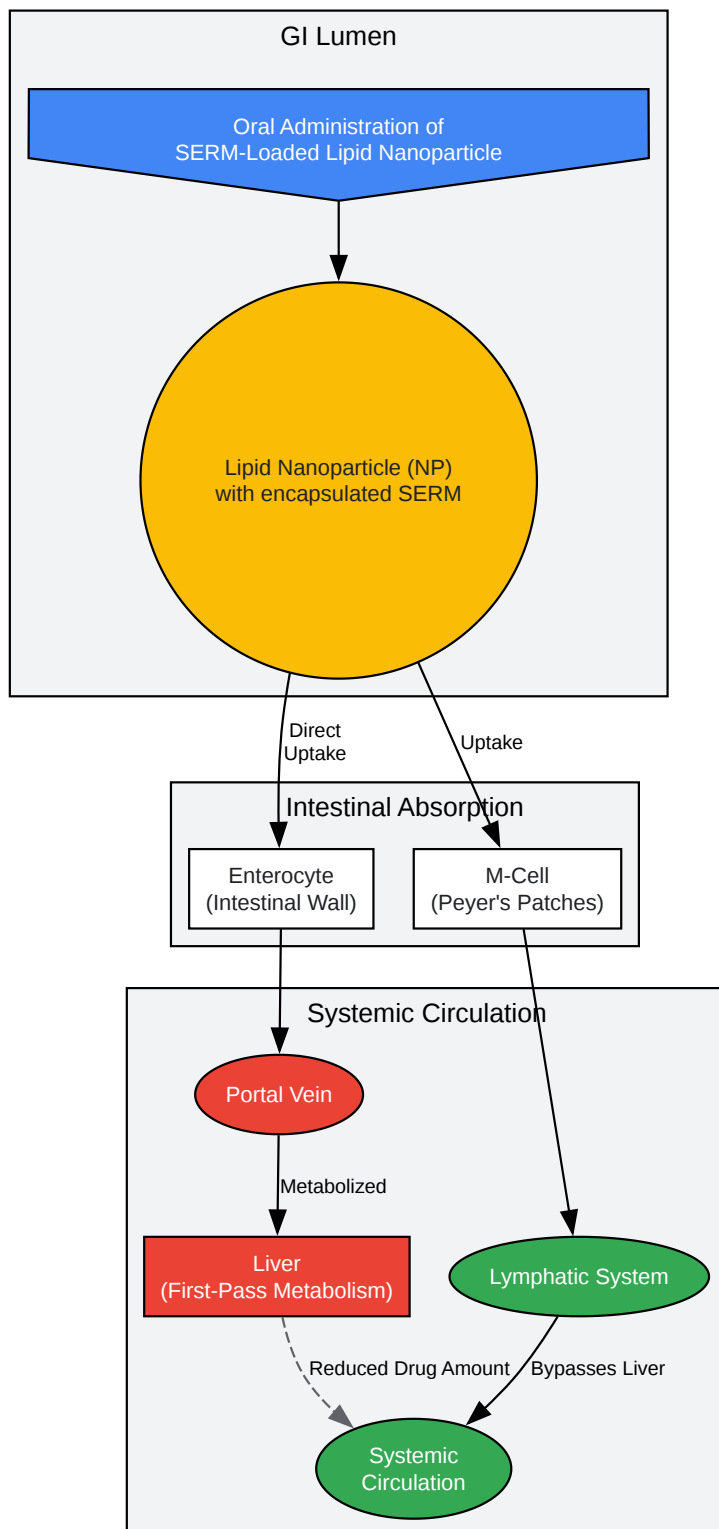 GI Lumen
Oral Administration of
SERM-Loaded Lipid Nanoparticle
Lipid Nanoparticle (NP)
with encapsulated SERM
Direct
Uptake
Uptake
Intestinal Absorption
Enterocyte
(Intestinal Wall)
M-Cell
(Peyer's Patches)
Systemic Circulation
Portal Vein
Metabolized
Liver
(First-Pass Metabolism)
Lymphatic System
Reduced Drug Amount
Bypasses Liver
Systemic
Circulation